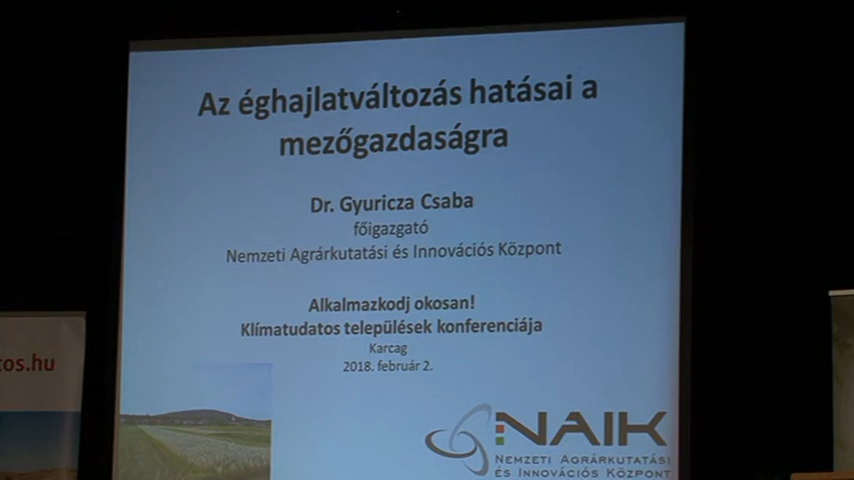 Az éghajlatváltozás hatásai a
mezőgazdaságra
Dr. Gyuricza Csaba
főigazgató
Nemzeti Agrárkutatási és Innovációs Központ
Alkalmazkodj okosan!
Klímatudatos települések konferenciája
Karcag
2018. február 2.
os.hu
NAIK
NEMZETI AGRÁRKUTATÁSI
ÉS INNOVÁCIÓS KÖZPONT